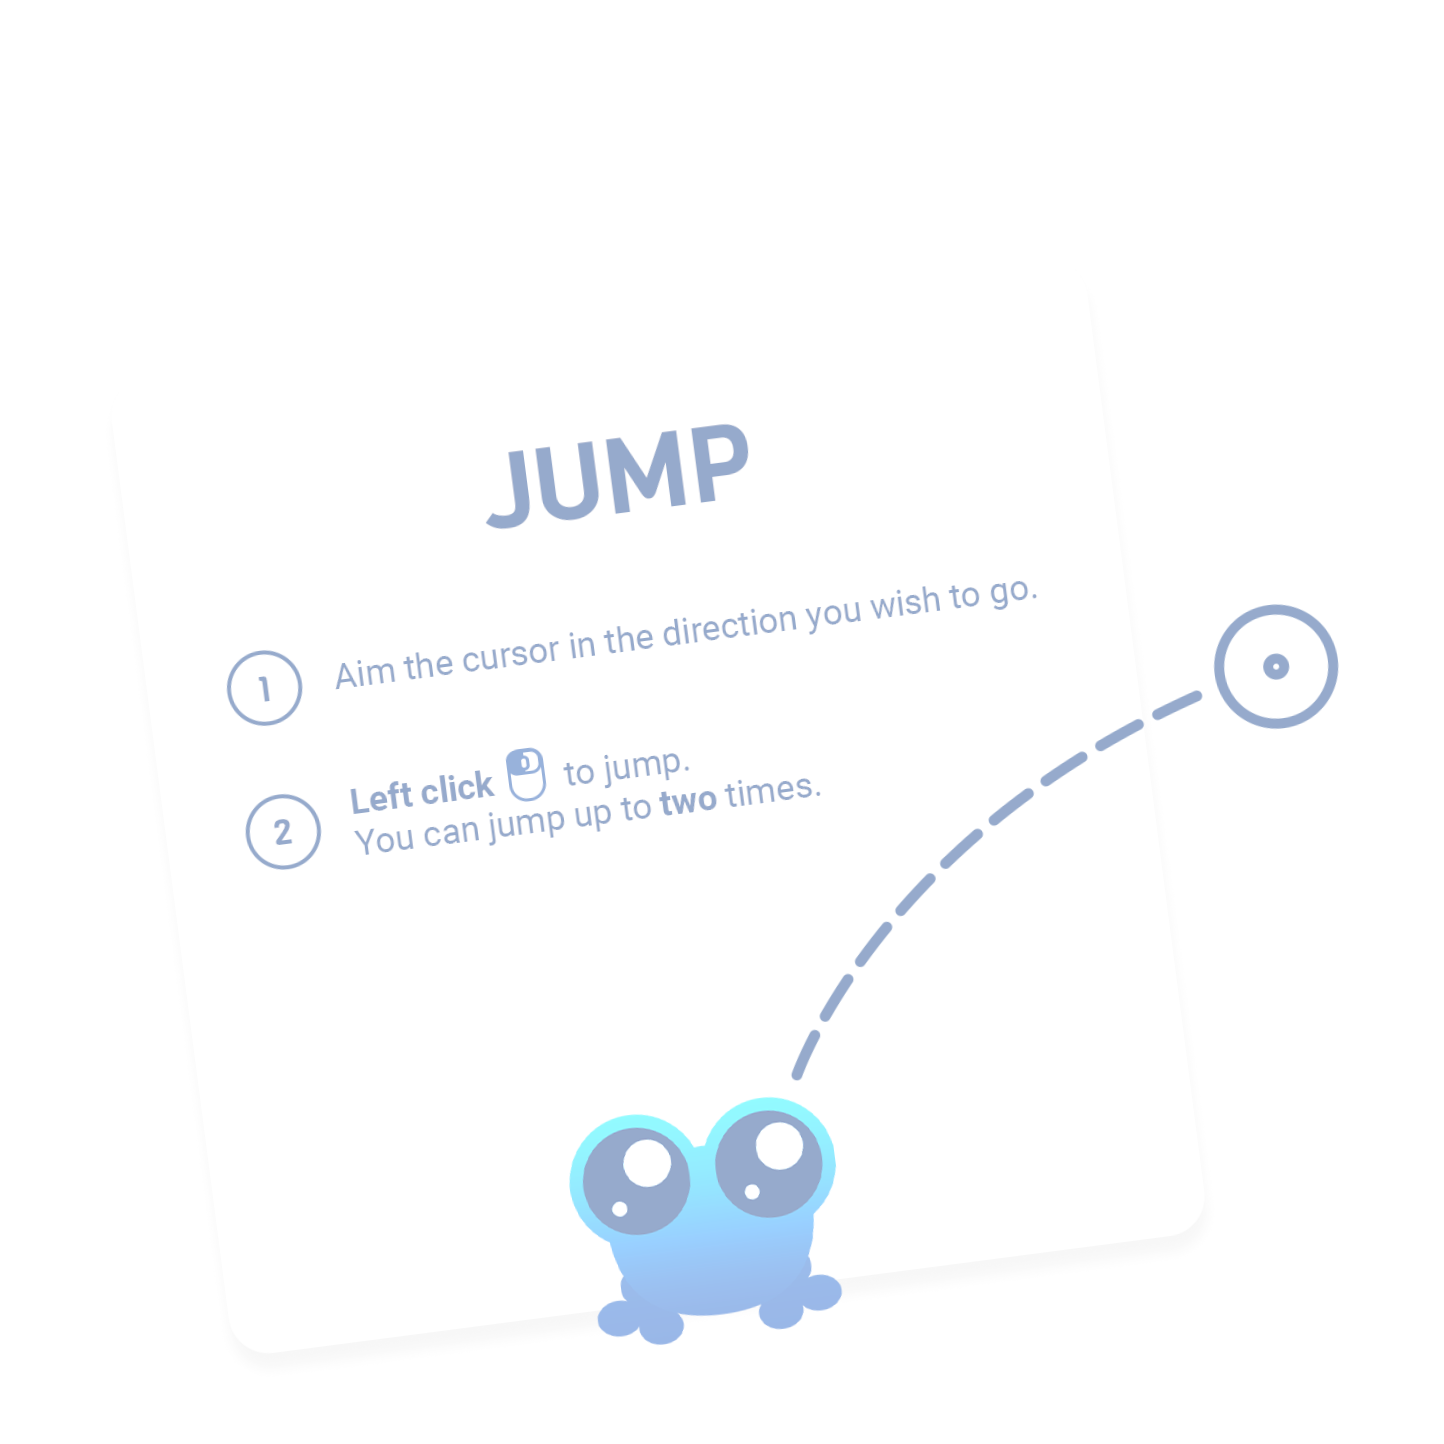 JUMP
1 Aim the cursor in the direction you wish to go.
2 Left click to jump.
You can jump up to two times.